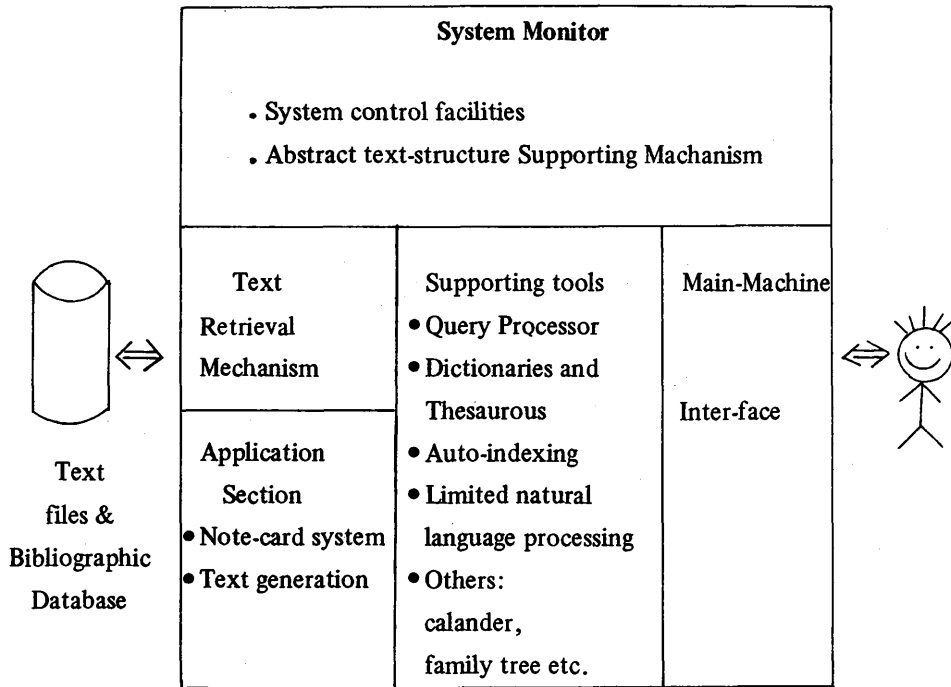 System Monitor
. System control facilities
. Abstract text-structure Supporting Machanism
Text
files &
Bibliographic
Database
Text
Retrieval
Mechanism
Application
Section
• Note-card system
• Text generation
Supporting tools
• Query Processor
• Dictionaries and
Thesaurous
• Auto-indexing
• Limited natural
language processing
• Others:
calander,
family tree etc.
Main-Machine
Inter-face